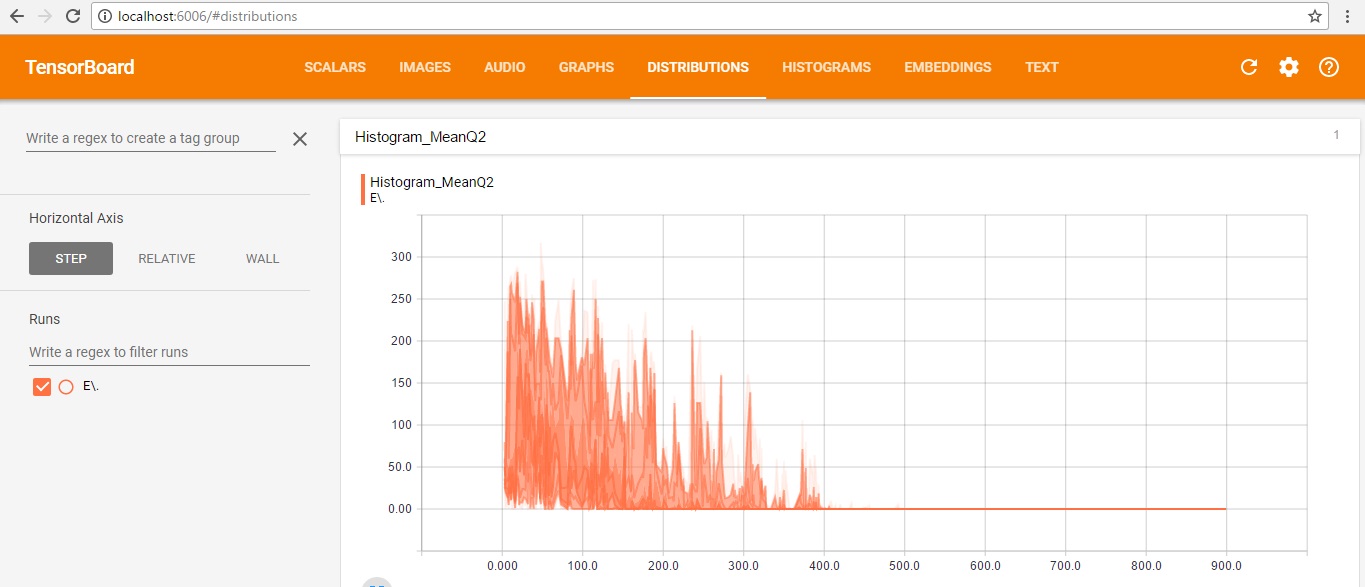 localhost:6006/#distributions
TensorBoard
SCALARS IMAGES AUDIO GRAPHS DISTRIBUTIONS HISTOGRAMS EMBEDDINGS TEXT
Write a regex to create a tag group
Horizontal Axis
STEP RELATIVE WALL
Runs
Write a regex to filter runs
E\.
Histogram_MeanQ2 1
Histogram_MeanQ2
E\.
300
250
200
150
100
50.0
0.00
0.000 100.0 200.0 300.0 400.0 500.0 600.0 700.0 800.0 900.0